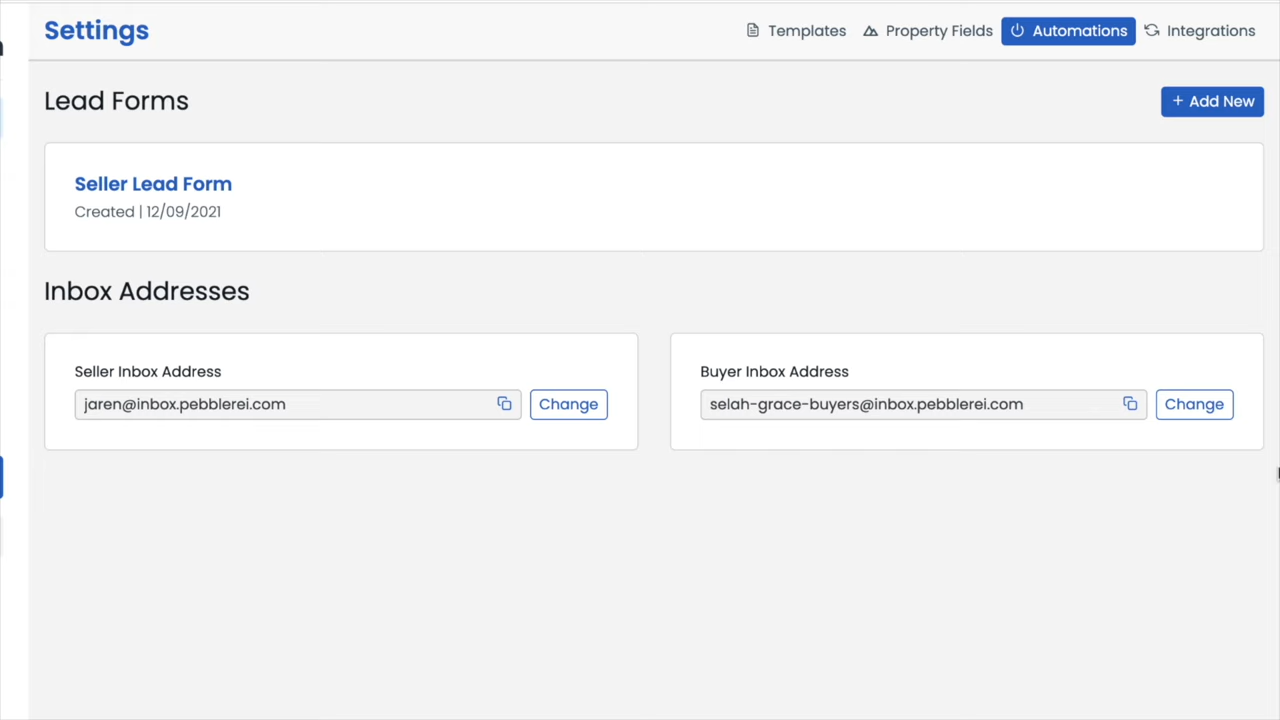 Settings
Templates
Property Fields
Automations
Integrations
Lead Forms
+ Add New
Seller Lead Form
Created | 12/09/2021
Inbox Addresses
Seller Inbox Address
jaren@inbox.pebblerei.com
Change
Buyer Inbox Address
selah-grace-buyers@inbox.pebblerei.com
Change